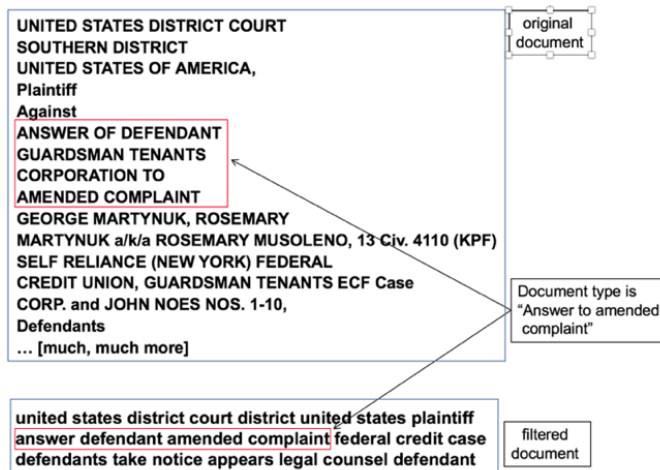 UNITED STATES DISTRICT COURT
SOUTHERN DISTRICT
UNITED STATES OF AMERICA,
Plaintiff
Against
ANSWER OF DEFENDANT
GUARDSMAN TENANTS
CORPORATION TO
AMENDED COMPLAINT
GEORGE MARTYNUK, ROSEMARY
MARTYNUK a/k/a ROSEMARY MUSOLENO, 13 Civ. 4110 (KPF)
SELF RELIANCE (NEW YORK) FEDERAL
CREDIT UNION, GUARDSMAN TENANTS ECF Case
CORP. and JOHN NOES NOS. 1-10,
Defendants
… [much, much more]
original
document
Document type is
“Answer to amended
complaint”
united states district court district united states plaintiff
answer defendant amended complaint federal credit case
defendants take notice appears legal counsel defendant
filtered
document